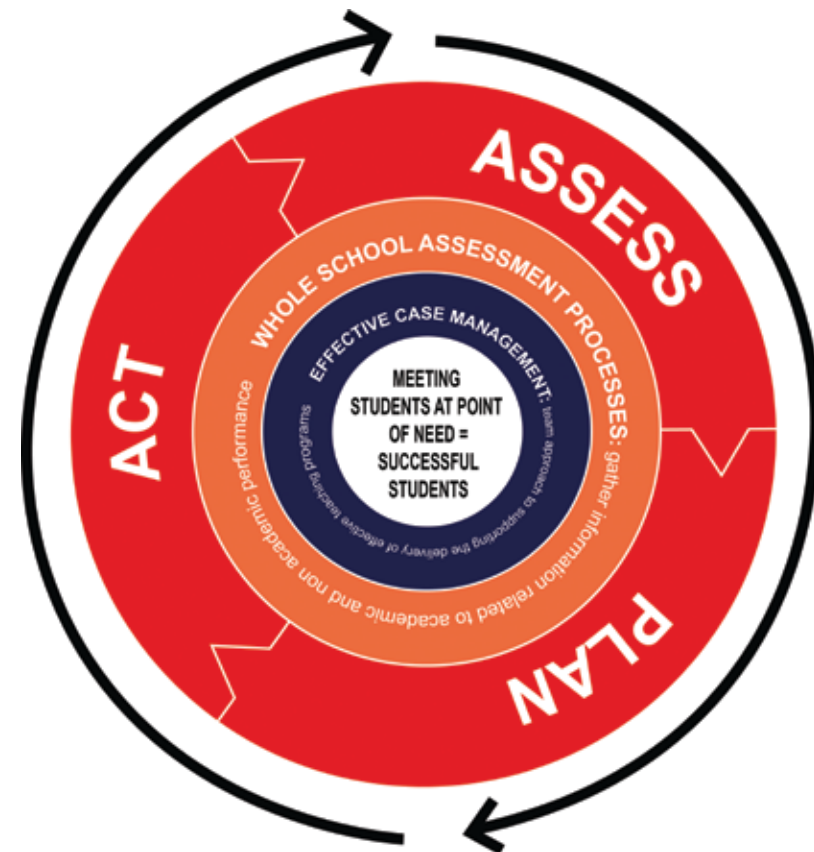 ASSESS
PLAN
ACT
WHOLE SCHOOL ASSESSMENT PROCESSES: gather information related to academic and non academic performance
EFFECTIVE CASE MANAGEMENT: team approach to supporting the delivery of effective teaching programs
MEETING
STUDENTS AT POINT
OF NEED =
SUCCESSFUL
STUDENTS